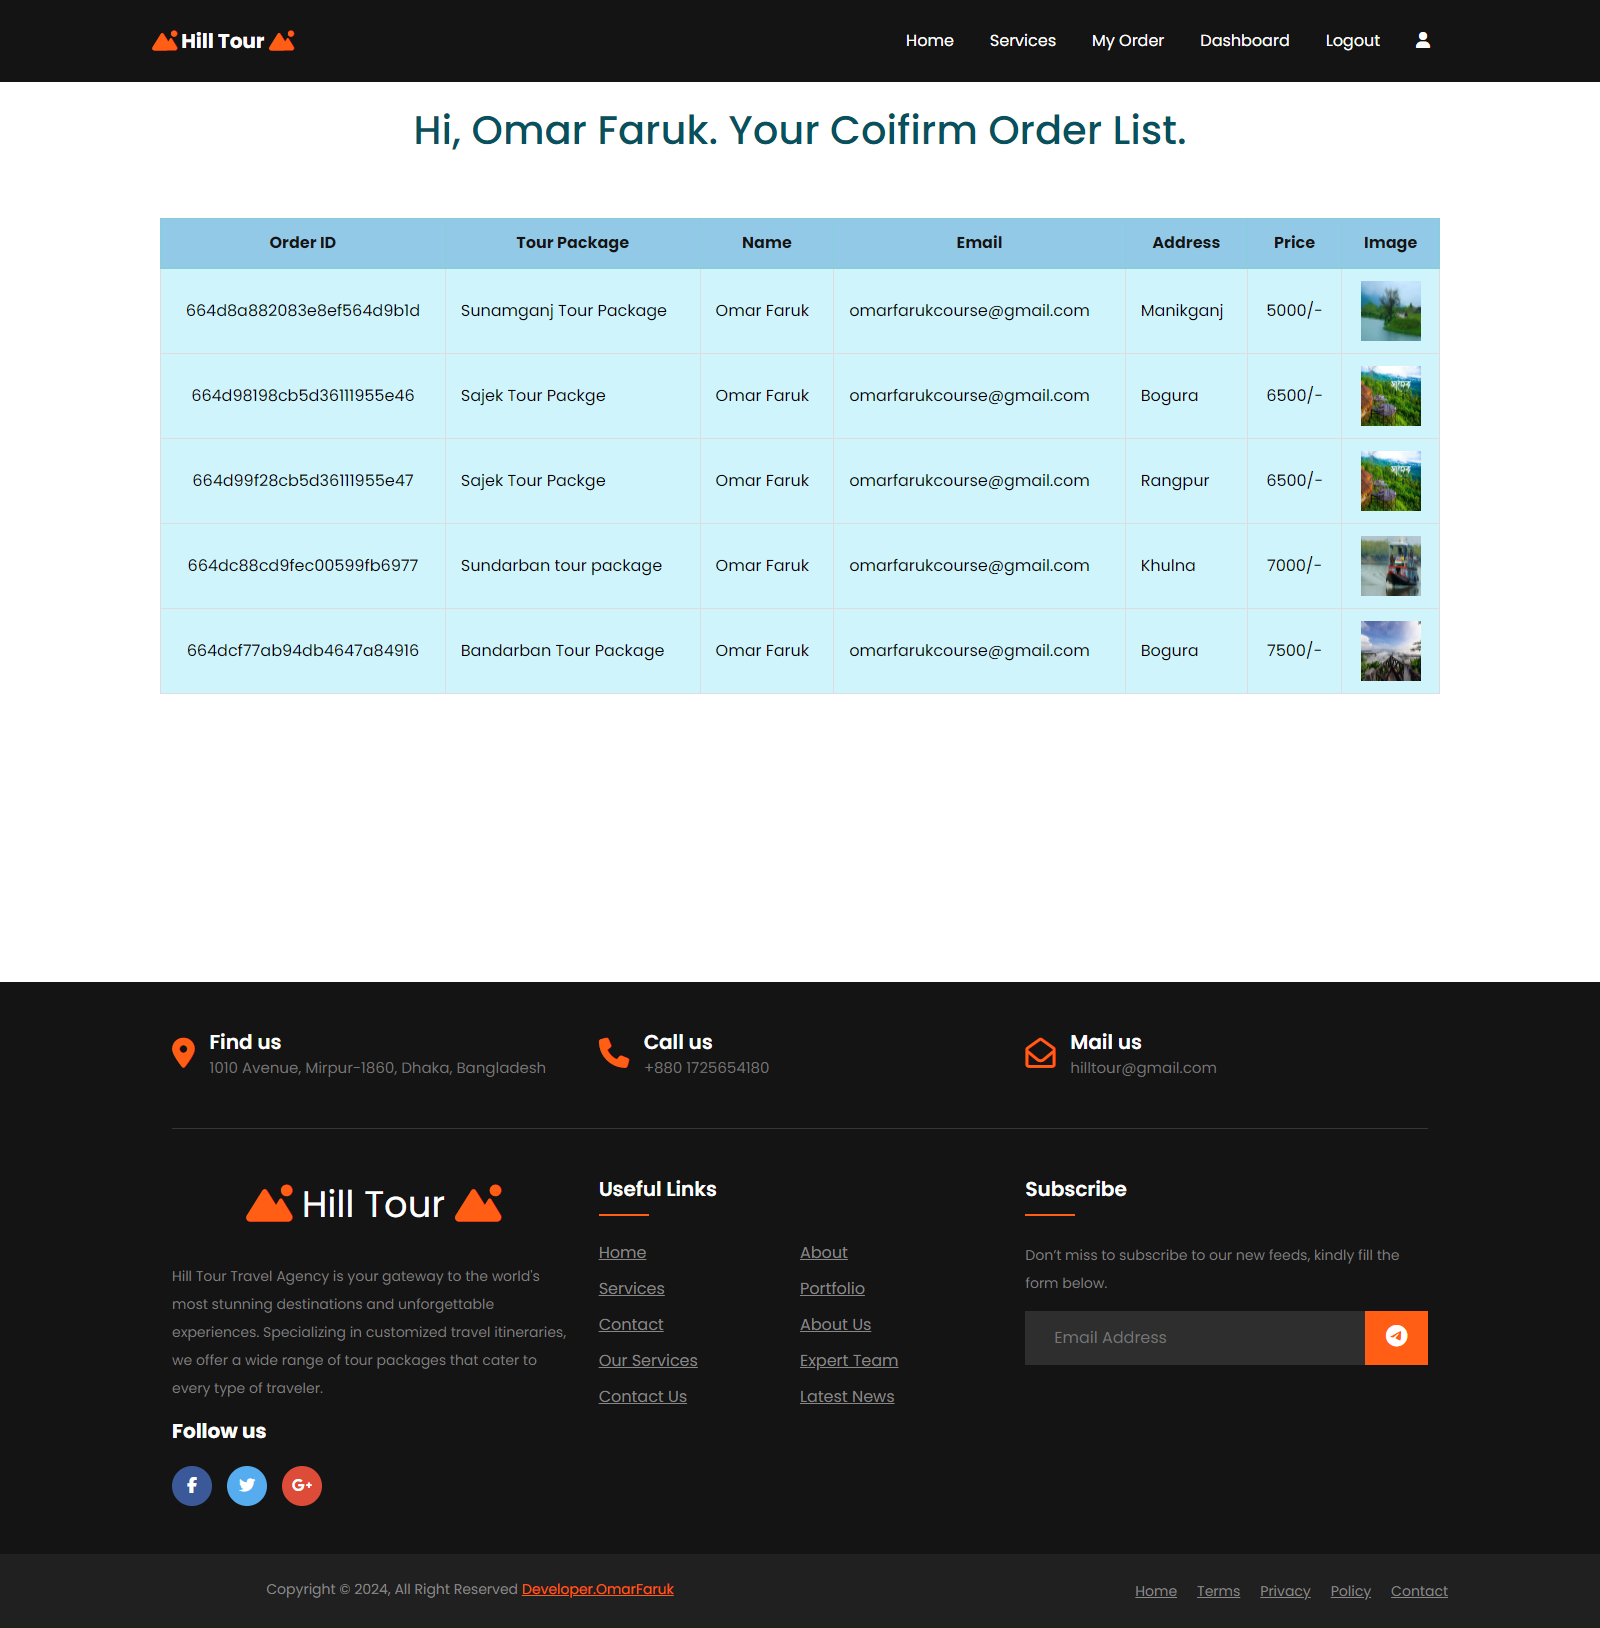 Hill Tour
Home Services My Order Dashboard Logout
Hi, Omar Faruk. Your Coifirm Order List.
Order ID Tour Package Name Email Address Price Image
664d8a882083e8ef564d9b1d Sunamganj Tour Package Omar Faruk omarfarukcourse@gmail.com Manikganj 5000/-
664d98198cb5d36111955e46 Sajek Tour Packge Omar Faruk omarfarukcourse@gmail.com Bogura 6500/-
664d99f28cb5d36111955e47 Sajek Tour Packge Omar Faruk omarfarukcourse@gmail.com Rangpur 6500/-
664dc88cd9fec00599fb6977 Sundarban tour package Omar Faruk omarfarukcourse@gmail.com Khulna 7000/-
664dcf77ab94db4647a84916 Bandarban Tour Package Omar Faruk omarfarukcourse@gmail.com Bogura 7500/-
Find us
1010 Avenue, Mirpur-1860, Dhaka, Bangladesh
Call us
+880 1725654180
Mail us
hilltour@gmail.com
Hill Tour
Hill Tour Travel Agency is your gateway to the world's
most stunning destinations and unforgettable
experiences. Specializing in customized travel itineraries,
we offer a wide range of tour packages that cater to
every type of traveler.
Follow us
Useful Links
Home About
Services Portfolio
Contact About Us
Our Services Expert Team
Contact Us Latest News
Subscribe
Don't miss to subscribe to our new feeds, kindly fill the
form below.
Email Address
Copyright © 2024, All Right Reserved Developer.OmarFaruk
Home Terms Privacy Policy Contact